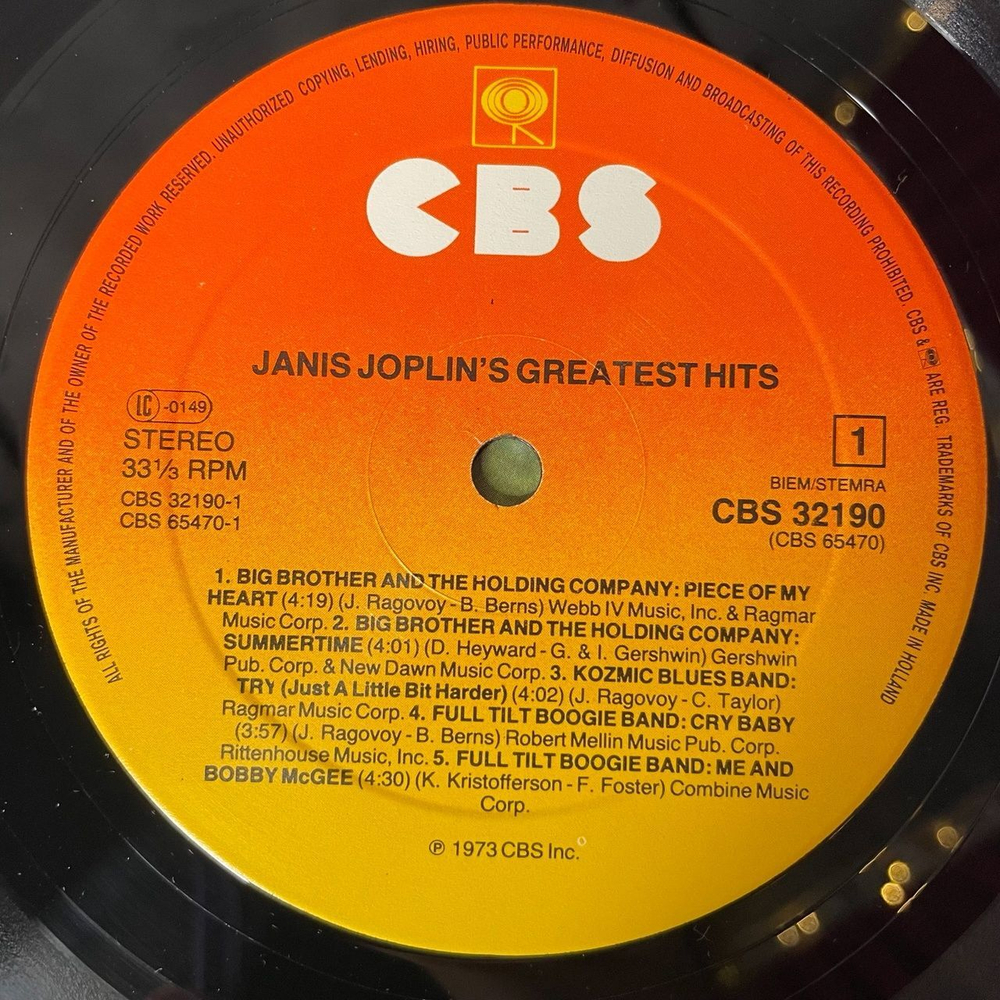 ALL RIGHTS OF THE MANUFACTURER AND OF THE OWNER OF THE RECORDED WORK RESERVED. UNAUTHORIZED COPYING, LENDING, HIRING, PUBLIC PERFORMANCE, DIFFUSION AND BROADCASTING OF THIS RECORDING PROHIBITED. CBS & ARE REG. TRADEMARKS OF CBS INC. MADE IN HOLLAND
CBS
JANIS JOPLIN'S GREATEST HITS
LC -0149
STEREO
33⅓ RPM
CBS 32190-1
CBS 65470-1
1
BIEM/STEMRA
CBS 32190
(CBS 65470)
1. BIG BROTHER AND THE HOLDING COMPANY: PIECE OF MY
HEART (4:19) (J. Ragovoy - B. Berns) Webb IV Music, Inc. & Ragmar
Music Corp. 2. BIG BROTHER AND THE HOLDING COMPANY:
SUMMERTIME (4:01) (D. Heyward - G. & I. Gershwin) Gershwin
Pub. Corp. & New Dawn Music Corp. 3. KOZMIC BLUES BAND:
TRY (Just A Little Bit Harder) (4:02) (J. Ragovoy - C. Taylor)
Ragmar Music Corp. 4. FULL TILT BOOGIE BAND: CRY BABY
(3:57) (J. Ragovoy - B. Berns) Robert Mellin Music Pub. Corp.
Rittenhouse Music, Inc. 5. FULL TILT BOOGIE BAND: ME AND
BOBBY McGEE (4:30) (K. Kristofferson - F. Foster) Combine Music
Corp.
℗ 1973 CBS Inc.